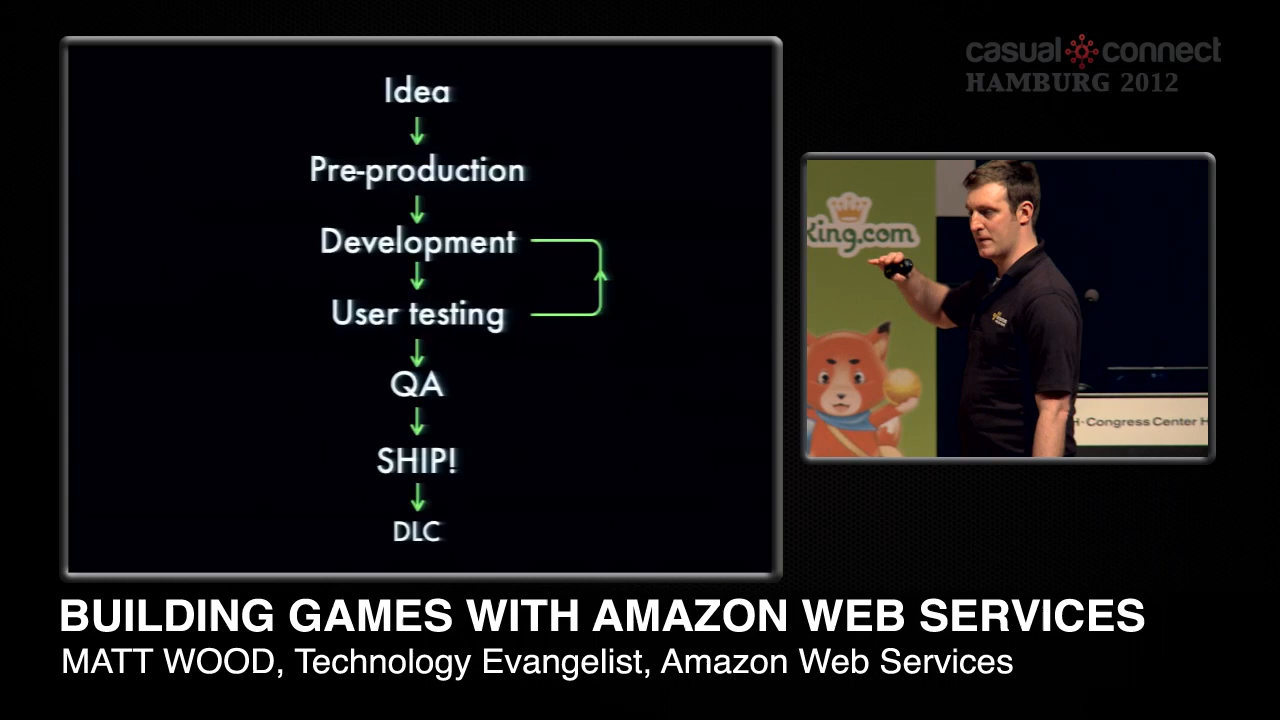 casual connect
HAMBURG 2012
Idea
Pre-production
Development
User testing
QA
SHIP!
DLC
King.com
H-Congress Center H
BUILDING GAMES WITH AMAZON WEB SERVICES
MATT WOOD, Technology Evangelist, Amazon Web Services